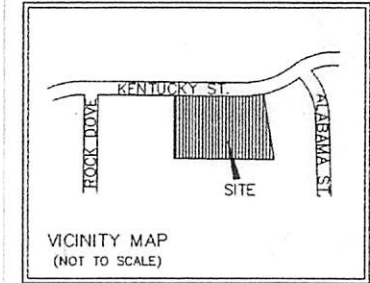 KENTUCKY ST.
ROCK DOVE
ALABAMA ST.
SITE
VICINITY MAP
(NOT TO SCALE)